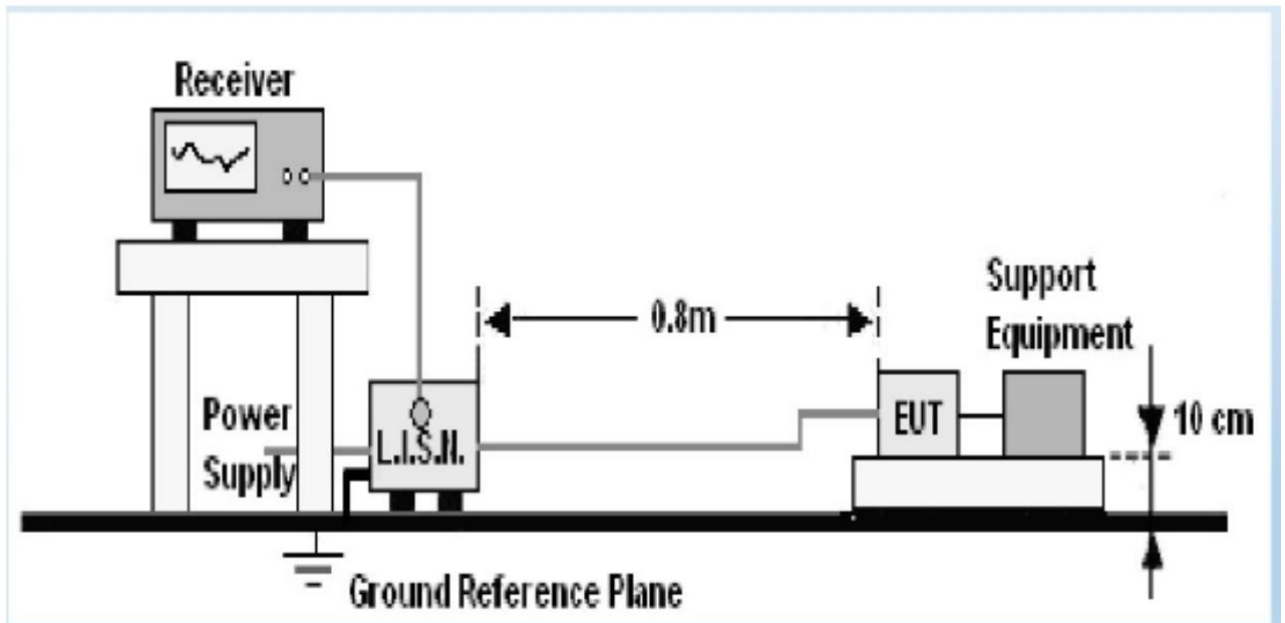 Receiver
0.8m
Support
Equipment
Power
Supply
L.I.S.N.
EUT
10 cm
Ground Reference Plane